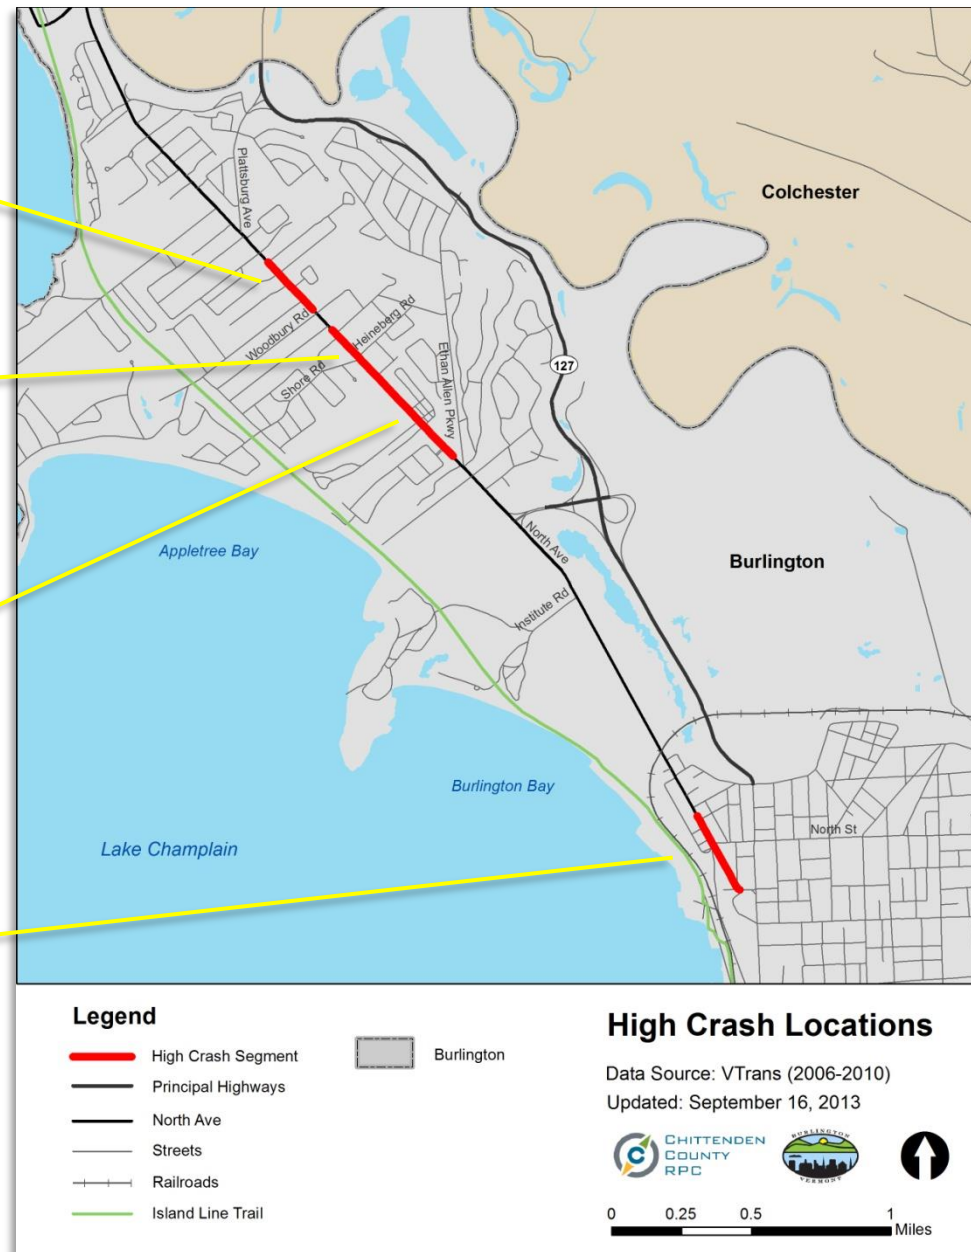 Colchester
Plattsburg Ave
Woodbury Rd
Heineberg Rd
Shore Rd
Ethan Allen Pkwy
127
North Ave
Appletree Bay
Burlington
Institute Rd
Burlington Bay
North St
Lake Champlain
Legend
High Crash Segment
Principal Highways
North Ave
Streets
Railroads
Island Line Trail
Burlington
High Crash Locations
Data Source: VTrans (2006-2010)
Updated: September 16, 2013
C
CHITTENDEN
COUNTY
RPC
BURLINGTON
VERMONT
0 0.25 0.5 1
Miles